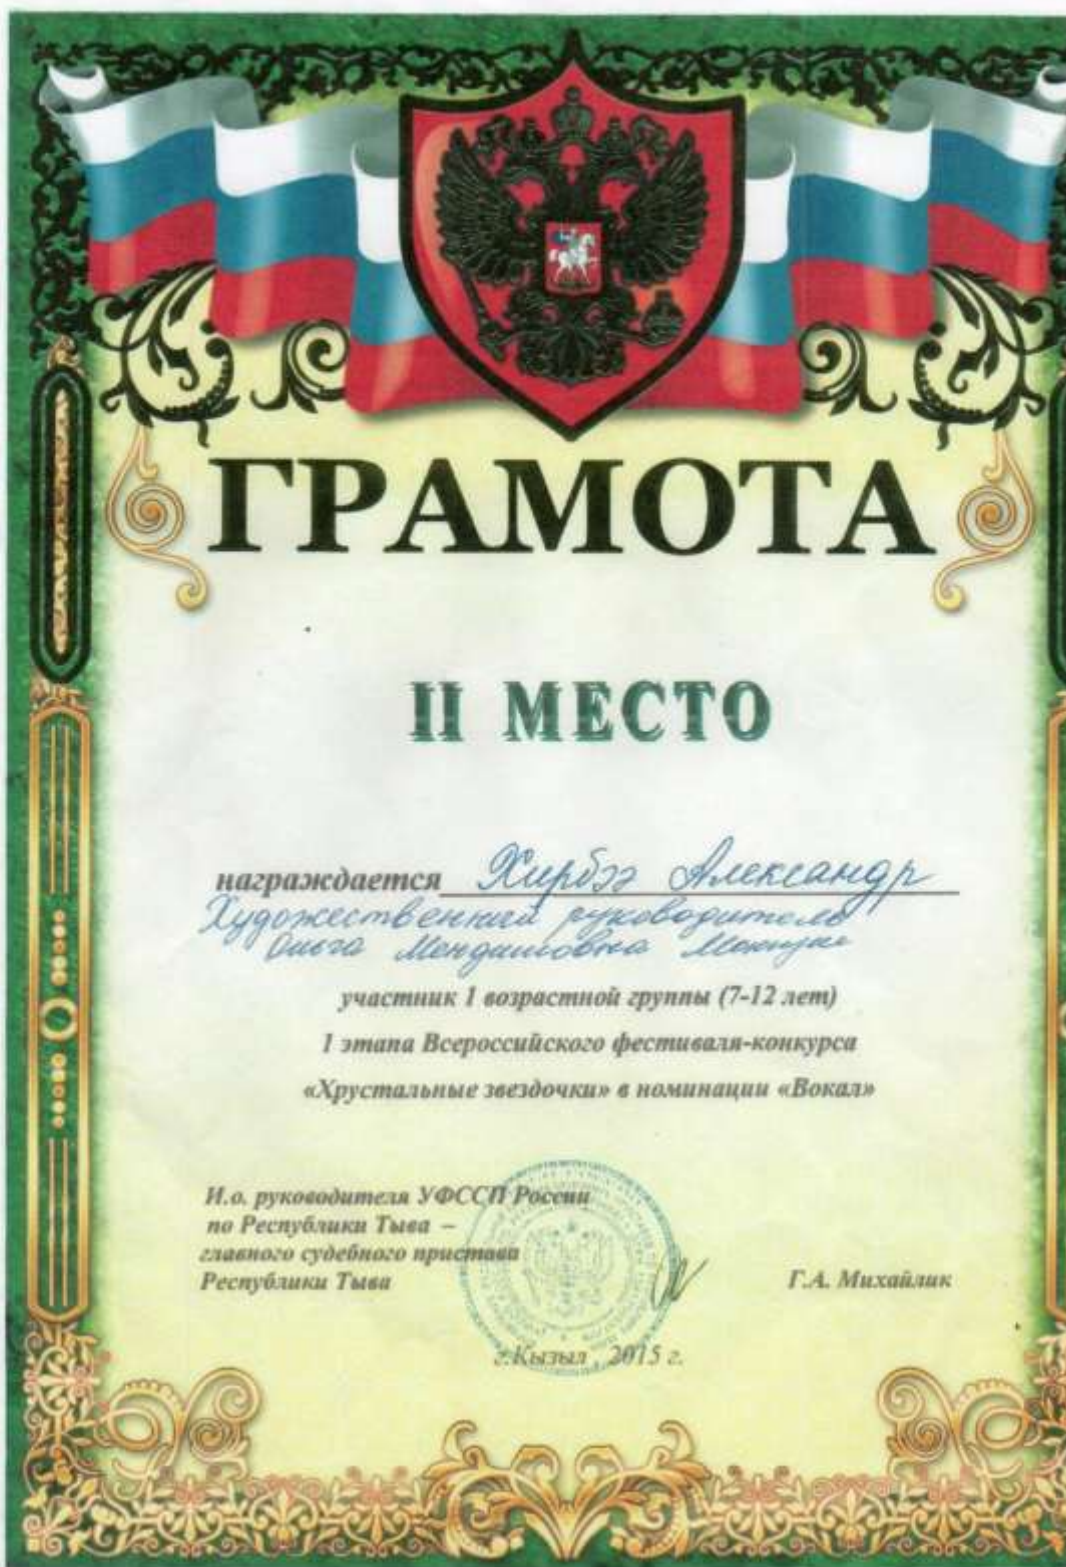 ГРАМОТА
II МЕСТО
награждается Хирбээ Александр
Художественный руководитель
Ольга
участник 1 возрастной группы (7-12 лет)
1 этапа Всероссийского фестиваля-конкурса
«Хрустальные звездочки» в номинации «Вокал»
И.о. руководителя УФССП России
по Республики Тыва –
главного судебного пристава
Республики Тыва
Г.А. Михайлик
г.Кызыл , 2015 г.